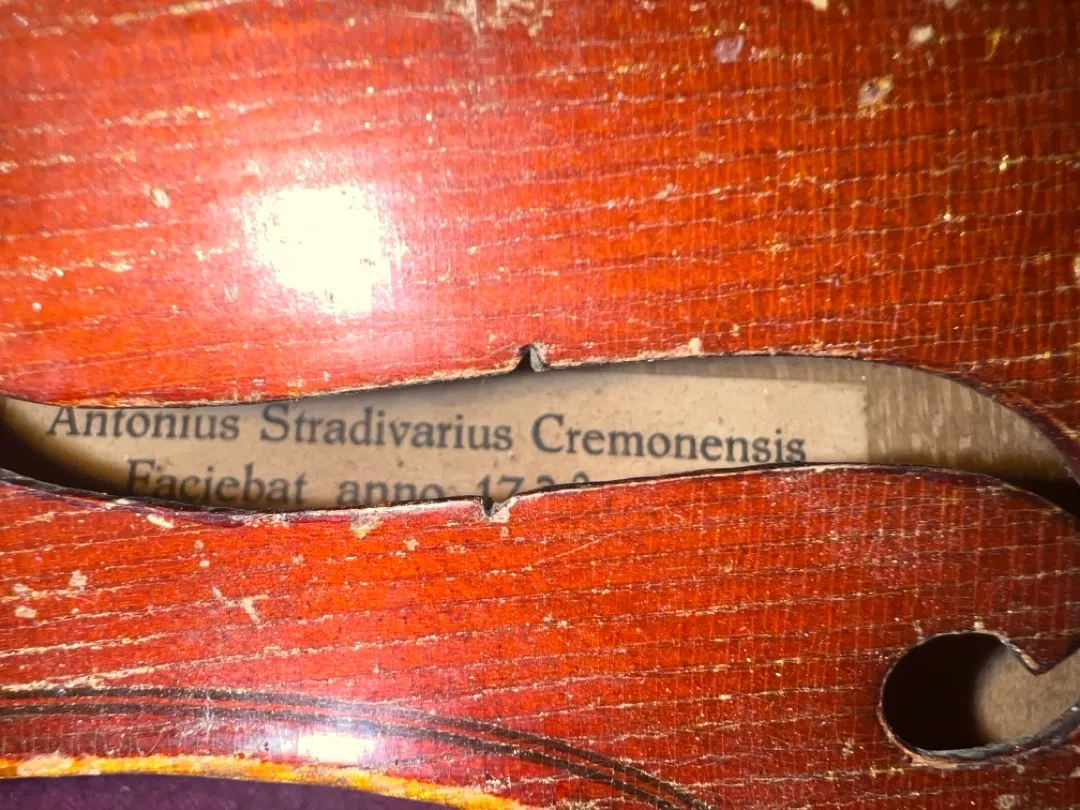 Antonius Stradivarius Cremonensis
Faciebat anno